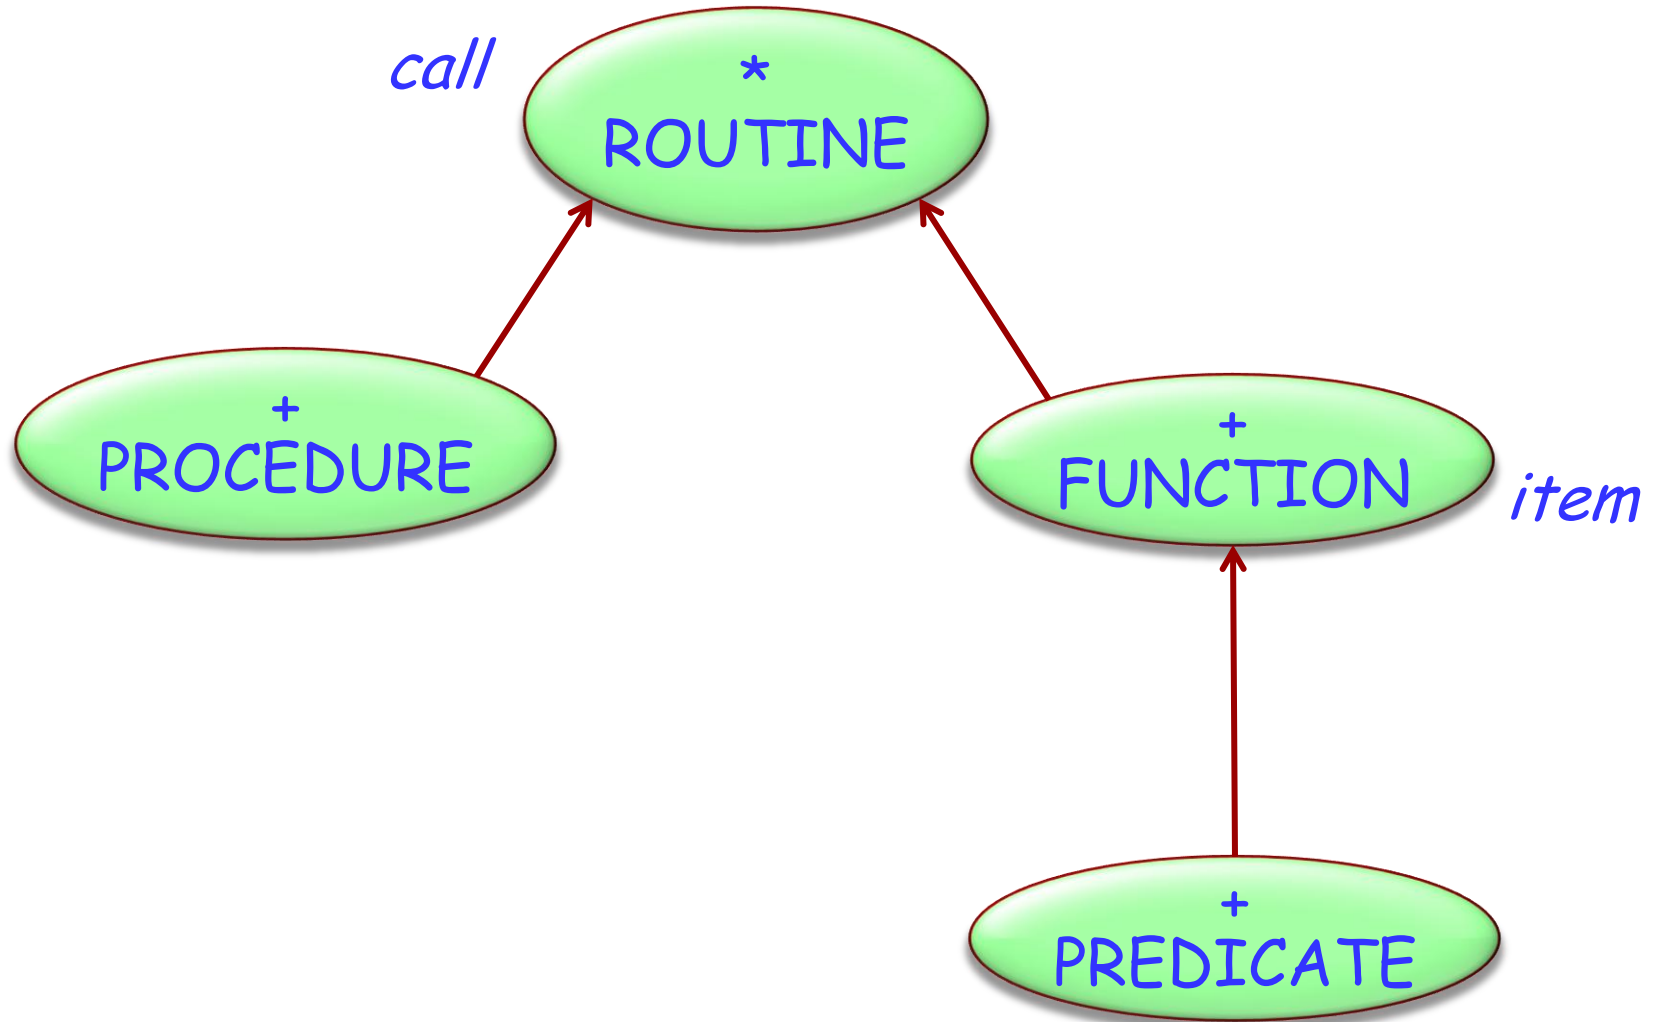 call
*
ROUTINE
+
PROCEDURE
+
FUNCTION
item
+
PREDICATE